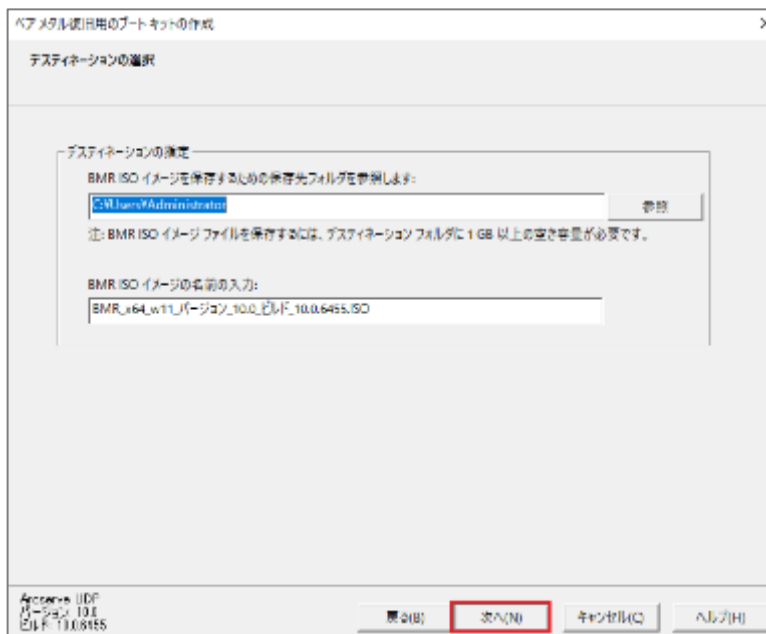 ベア メタル復旧用のブート キットの作成
デスティネーションの選択
デスティネーションの指定
BMR ISO イメージを保存するための保存先フォルダを参照します:
C:¥Users¥Administrator
参照
注: BMR ISO イメージ ファイルを保存するには、デスティネーション フォルダに 1 GB 以上の空き容量が必要です。
BMR ISO イメージの名前の入力:
BMR_x64_w11_バージョン_10.0_ビルド_10.0.6455.ISO
Arcserve UDP
バージョン 10.0
ビルド 10.0.6455
戻る(B)
次へ(N)
キャンセル(C)
ヘルプ(H)